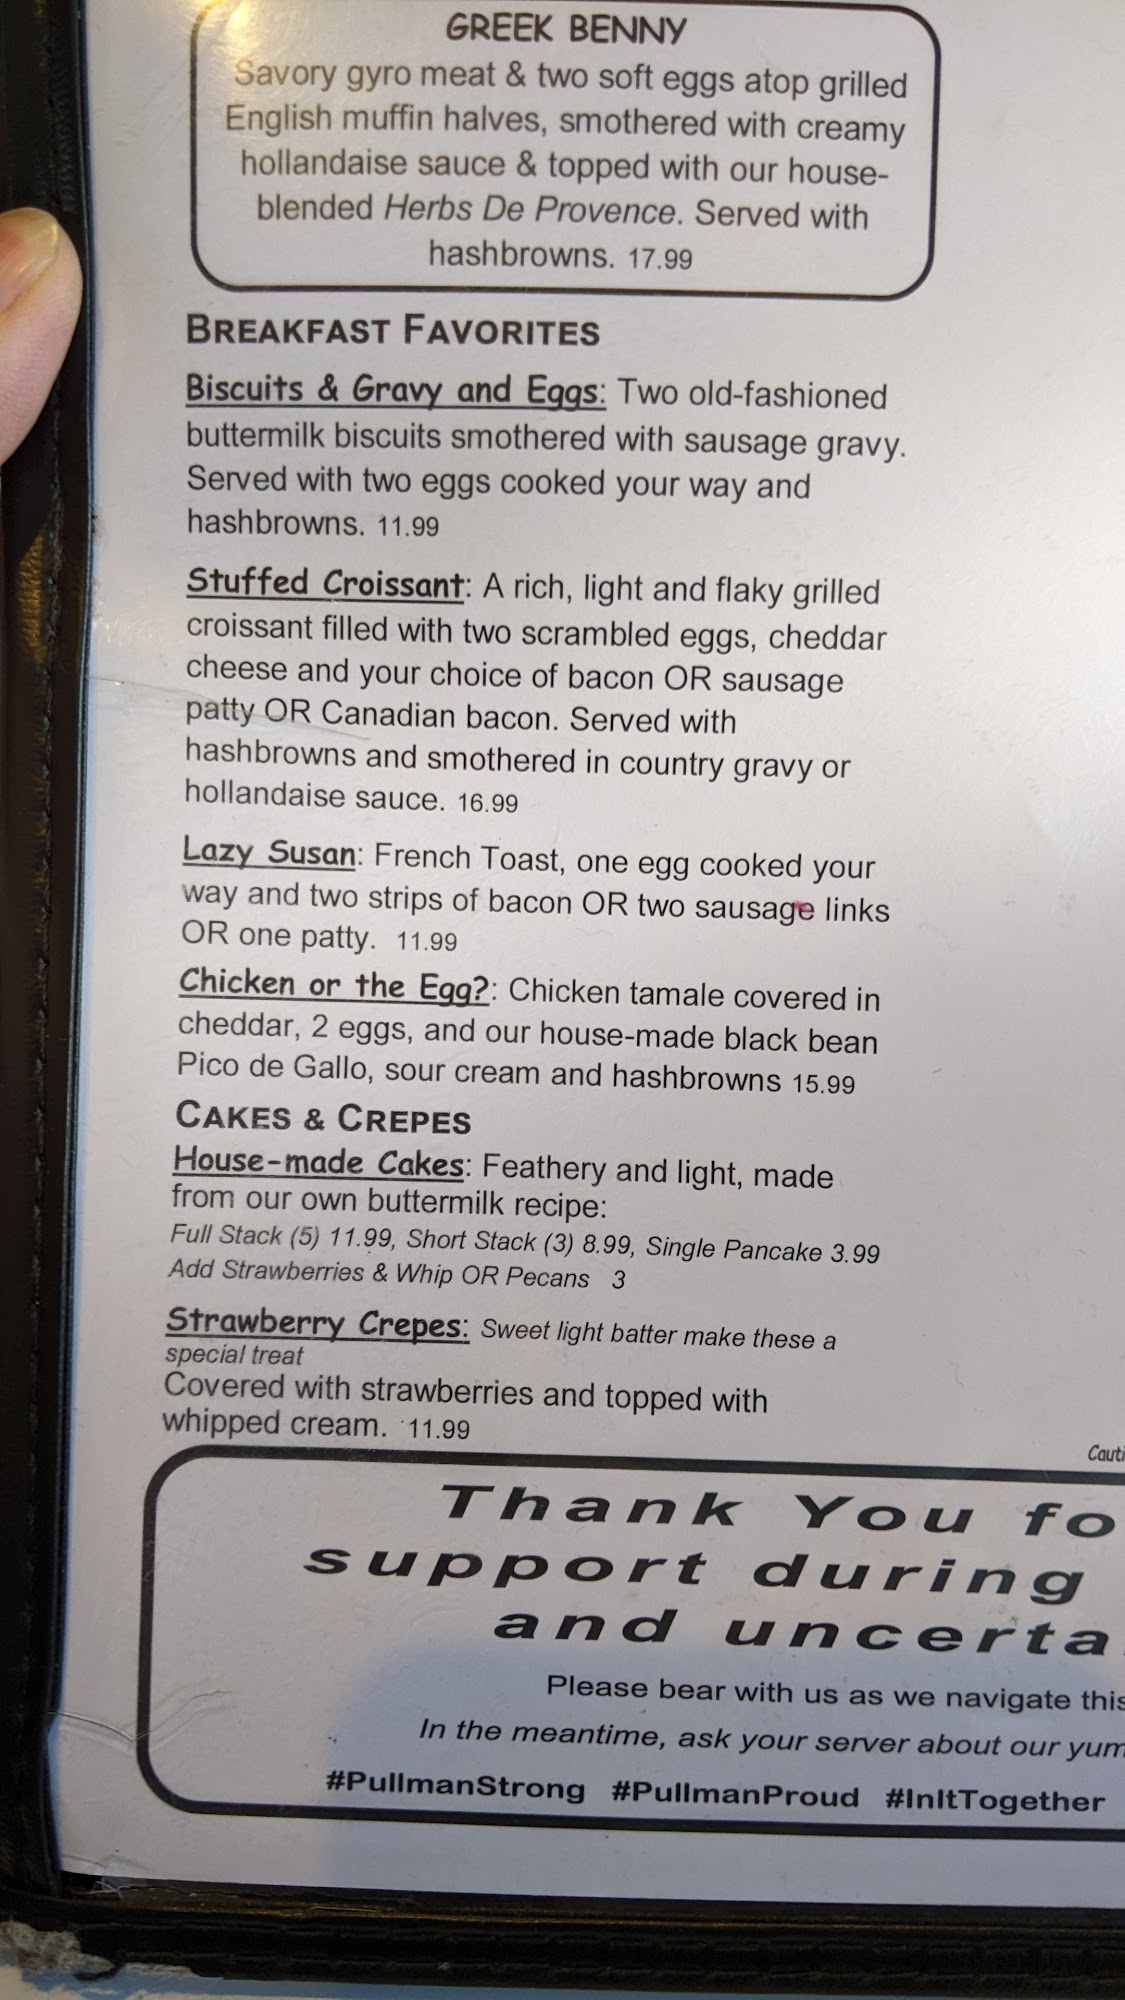 GREEK BENNY
Savory gyro meat & two soft eggs atop grilled
English muffin halves, smothered with creamy
hollandaise sauce & topped with our house-
blended Herbs De Provence. Served with
hashbrowns. 17.99
BREAKFAST FAVORITES
Biscuits & Gravy and Eggs: Two old-fashioned
buttermilk biscuits smothered with sausage gravy.
Served with two eggs cooked your way and
hashbrowns. 11.99
Stuffed Croissant: A rich, light and flaky grilled
croissant filled with two scrambled eggs, cheddar
cheese and your choice of bacon OR sausage
patty OR Canadian bacon. Served with
hashbrowns and smothered in country gravy or
hollandaise sauce. 16.99
Lazy Susan: French Toast, one egg cooked your
way and two strips of bacon OR two sausage links
OR one patty. 11.99
Chicken or the Egg?: Chicken tamale covered in
cheddar, 2 eggs, and our house-made black bean
Pico de Gallo, sour cream and hashbrowns 15.99
CAKES & CREPES
House-made Cakes: Feathery and light, made
from our own buttermilk recipe:
Full Stack (5) 11.99, Short Stack (3) 8.99, Single Pancake 3.99
Add Strawberries & Whip OR Pecans 3
Strawberry Crepes: Sweet light batter make these a
special treat
Covered with strawberries and topped with
whipped cream. 11.99
Cauti
Thank You fo
support during
and uncerta
Please bear with us as we navigate this
In the meantime, ask your server about our yum
#PullmanStrong #PullmanProud #InItTogether